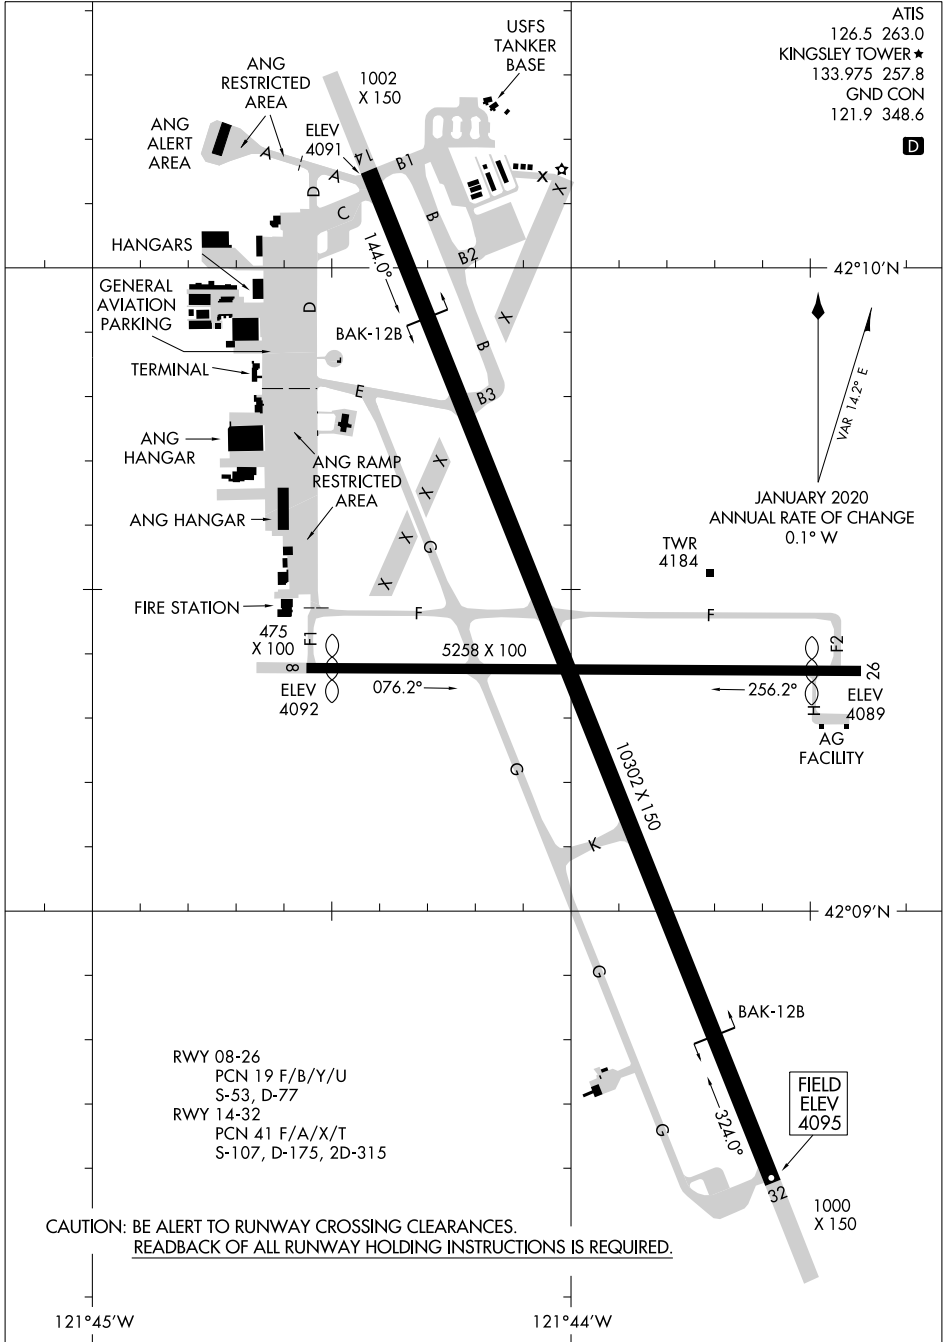 ATIS
126.5 263.0
KINGSLEY TOWER★
133.975 257.8
GND CON
121.9 348.6
D
USFS
TANKER
BASE
ANG
RESTRICTED
AREA
1002
X 150
ANG
ALERT
AREA
ELEV
4091
14
B1
A
A
D
C
B
B2
X
X
HANGARS
144.0°
42°10'N
GENERAL
AVIATION
PARKING
D
X
BAK-12B
B
VAR 14.2° E
TERMINAL
E
B3
ANG
HANGAR
ANG RAMP
RESTRICTED
AREA
X
X
X
X
JANUARY 2020
ANNUAL RATE OF CHANGE
0.1° W
ANG HANGAR
G
TWR
4184
FIRE STATION
F
F
475
X 100
F1
5258 X 100
F2
8
26
ELEV
4092
076.2°
256.2°
ELEV
4089
H
AG
FACILITY
G
10302 X 150
K
42°09'N
G
BAK-12B
RWY 08-26
PCN 19 F/B/Y/U
S-53, D-77
RWY 14-32
PCN 41 F/A/X/T
S-107, D-175, 2D-315
FIELD
ELEV
4095
G
324.0°
32
1000
X 150
CAUTION: BE ALERT TO RUNWAY CROSSING CLEARANCES.
READBACK OF ALL RUNWAY HOLDING INSTRUCTIONS IS REQUIRED.
121°45'W
121°44'W